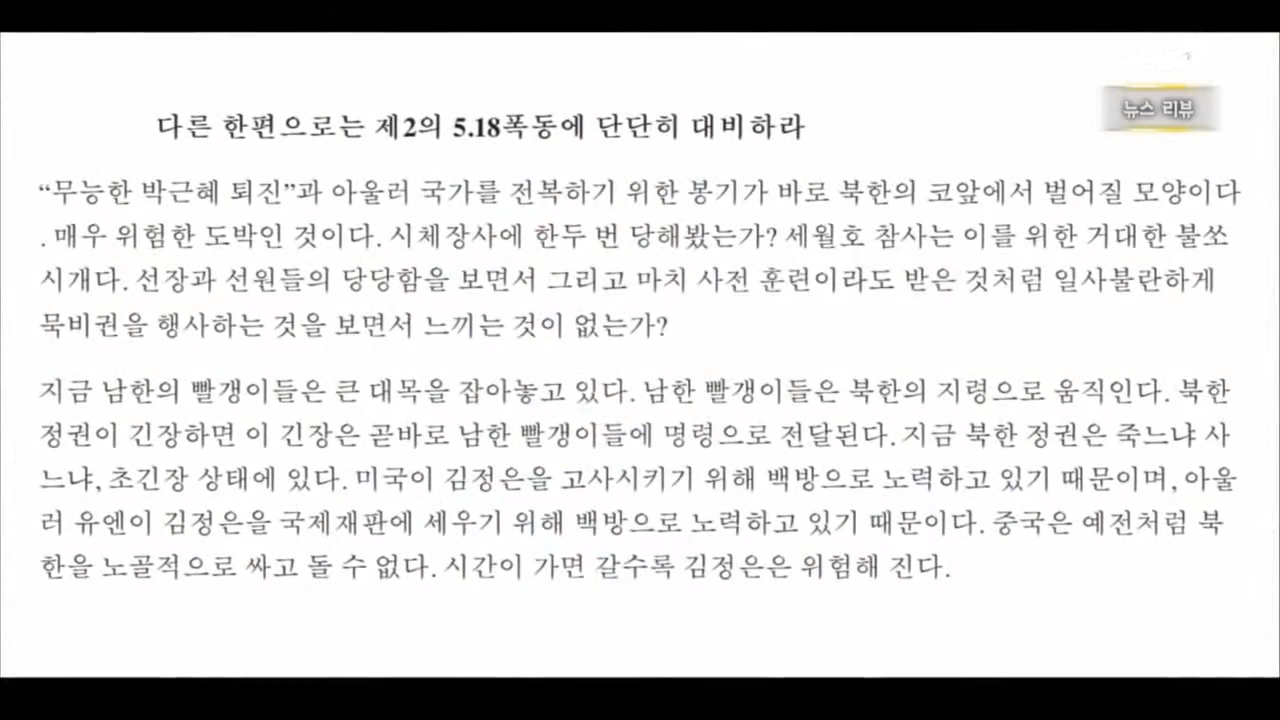 뉴스 리뷰
다른 한편으로는 제2의 5.18폭동에 단단히 대비하라
“무능한 박근혜 퇴진”과 아울러 국가를 전복하기 위한 봉기가 바로 북한의 코앞에서 벌어질 모양이다
. 매우 위험한 도박인 것이다. 시체장사에 한두 번 당해봤는가? 세월호 참사는 이를 위한 거대한 불쏘
시개다. 선장과 선원들의 당당함을 보면서 그리고 마치 사전 훈련이라도 받은 것처럼 일사불란하게
묵비권을 행사하는 것을 보면서 느끼는 것이 없는가?
지금 남한의 빨갱이들은 큰 대목을 잡아놓고 있다. 남한 빨갱이들은 북한의 지령으로 움직인다. 북한
정권이 긴장하면 이 긴장은 곧바로 남한 빨갱이들에 명령으로 전달된다. 지금 북한 정권은 죽느냐 사
느냐, 초긴장 상태에 있다. 미국이 김정은을 고사시키기 위해 백방으로 노력하고 있기 때문이며, 아울
러 유엔이 김정은을 국제재판에 세우기 위해 백방으로 노력하고 있기 때문이다. 중국은 예전처럼 북
한을 노골적으로 싸고 돌 수 없다. 시간이 가면 갈수록 김정은은 위험해 진다.